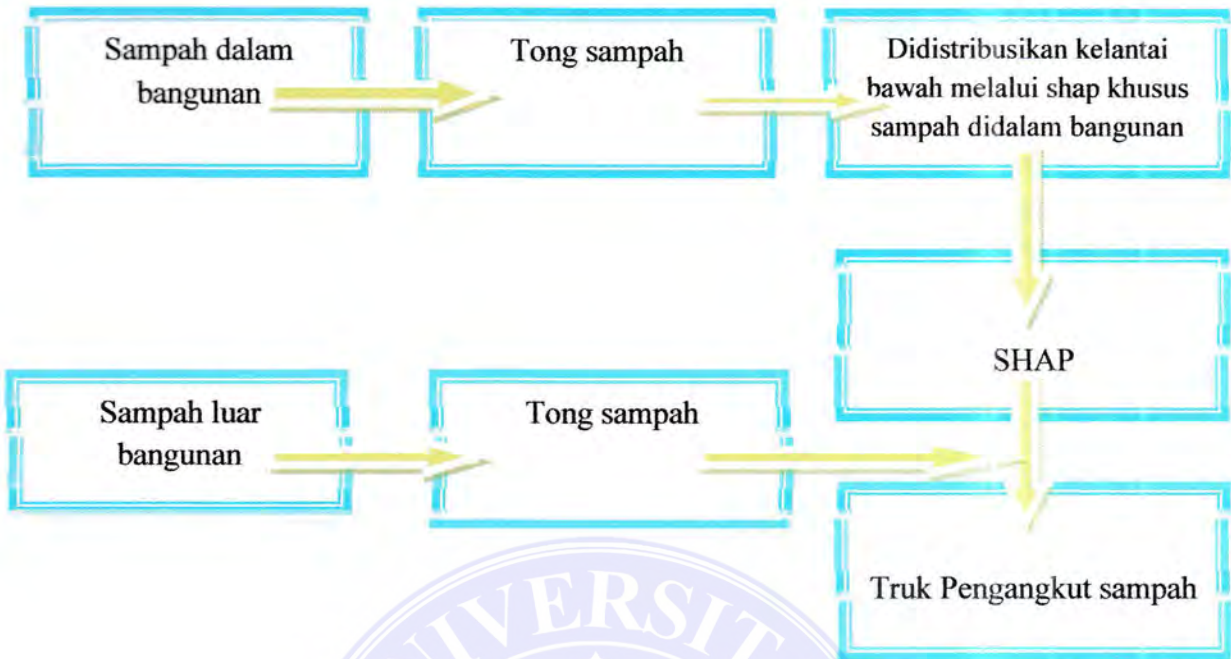 Sampah dalam
bangunan
Tong sampah
Didistribusikan kelantai
bawah melalui shap khusus
sampah didalam bangunan
SHAP
Sampah luar
bangunan
Tong sampah
Truk Pengangkut sampah
IVERSIT